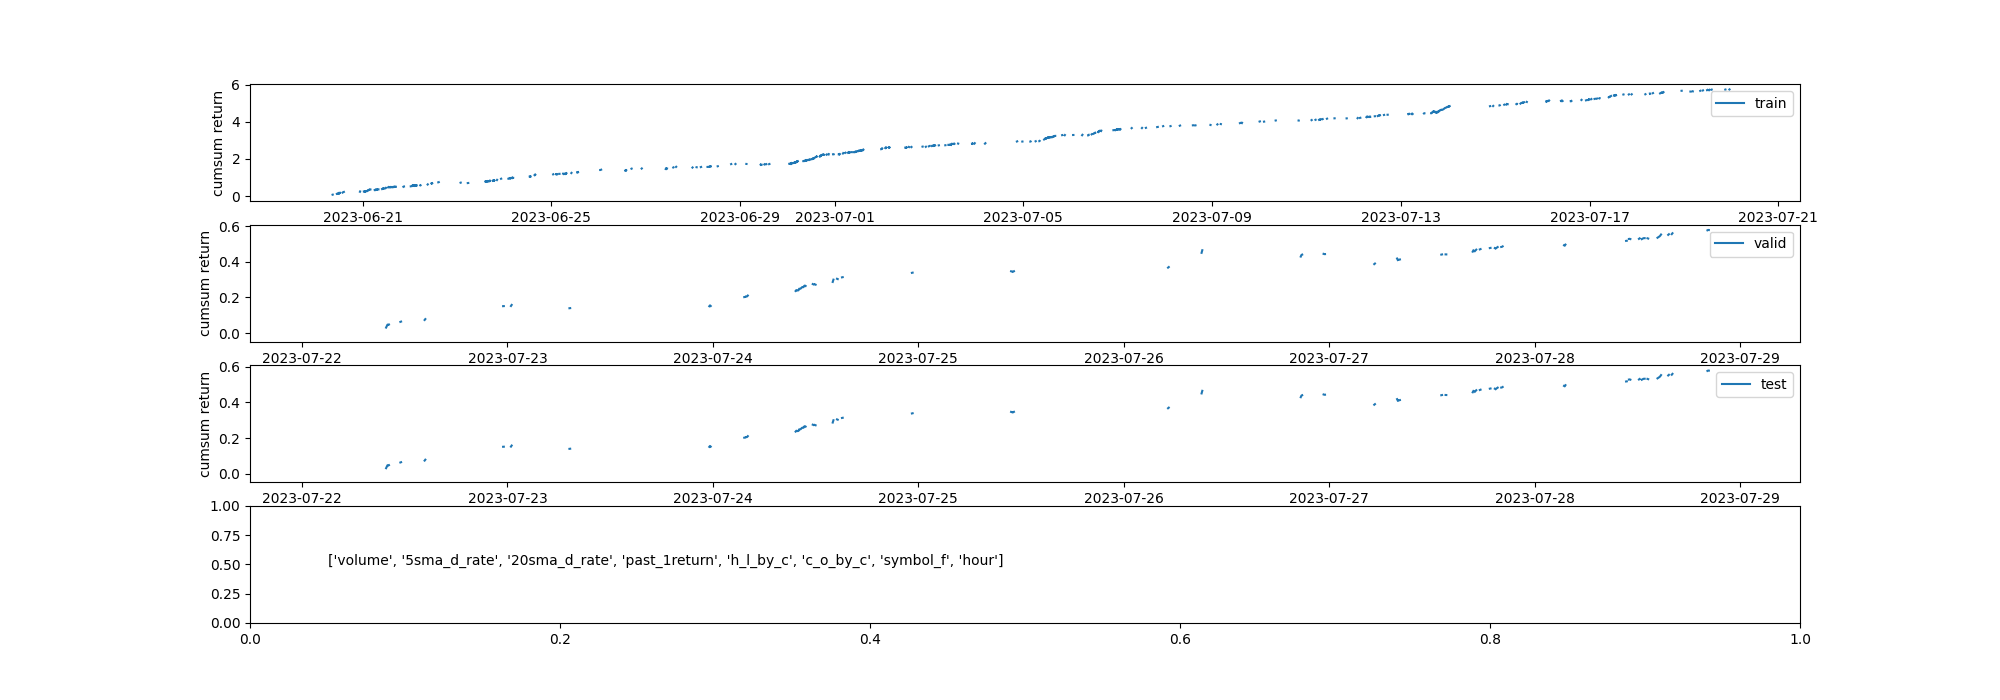 6
4
2
0
cumsum return
train
2023-06-21 2023-06-25 2023-06-29 2023-07-01 2023-07-05 2023-07-09 2023-07-13 2023-07-17 2023-07-21
0.6
0.4
0.2
0.0
cumsum return
valid
2023-07-22 2023-07-23 2023-07-24 2023-07-25 2023-07-26 2023-07-27 2023-07-28 2023-07-29
0.6
0.4
0.2
0.0
cumsum return
test
2023-07-22 2023-07-23 2023-07-24 2023-07-25 2023-07-26 2023-07-27 2023-07-28 2023-07-29
1.00
0.75
0.50
0.25
0.00
['volume', '5sma_d_rate', '20sma_d_rate', 'past_1return', 'h_l_by_c', 'c_o_by_c', 'symbol_f', 'hour']
0.0 0.2 0.4 0.6 0.8 1.0